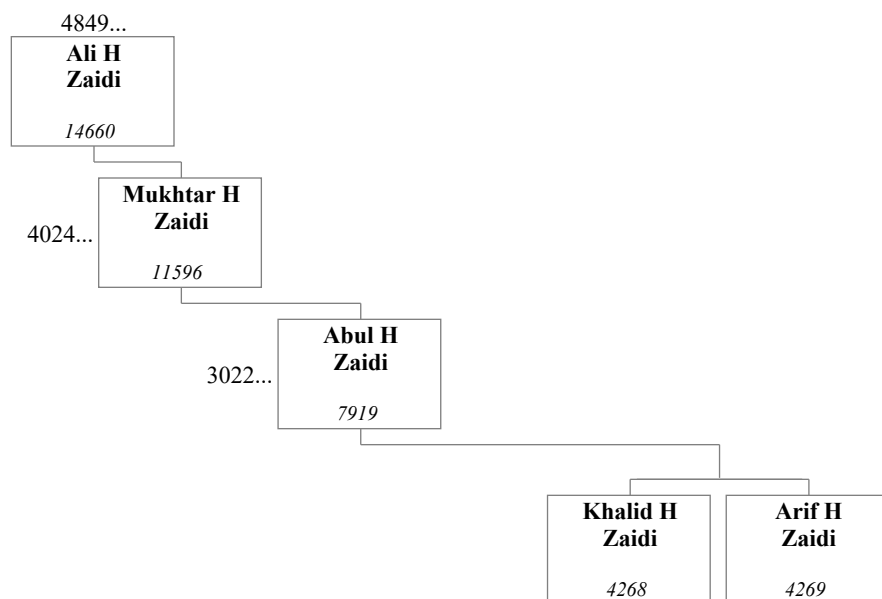 4849...
Ali H
Zaidi
14660
Mukhtar H
Zaidi
4024...
11596
Abul H
Zaidi
3022...
7919
Khalid H
Zaidi
4268
Arif H
Zaidi
4269